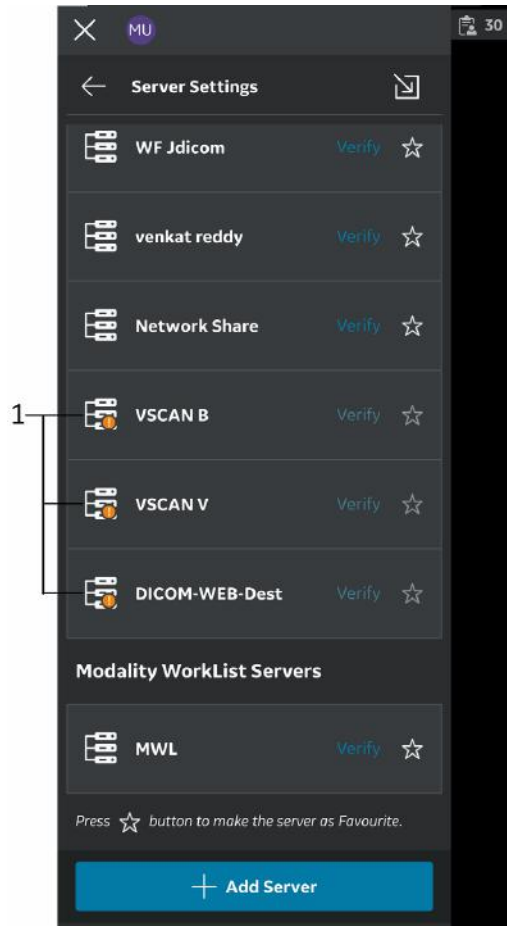 MU
30
Server Settings
WF Jdicom Verify
venkat reddy Verify
Network Share Verify
1
VSCAN B Verify
VSCAN V Verify
DICOM-WEB-Dest Verify
Modality WorkList Servers
MWL Verify
Press ☆ button to make the server as Favourite.
+ Add Server